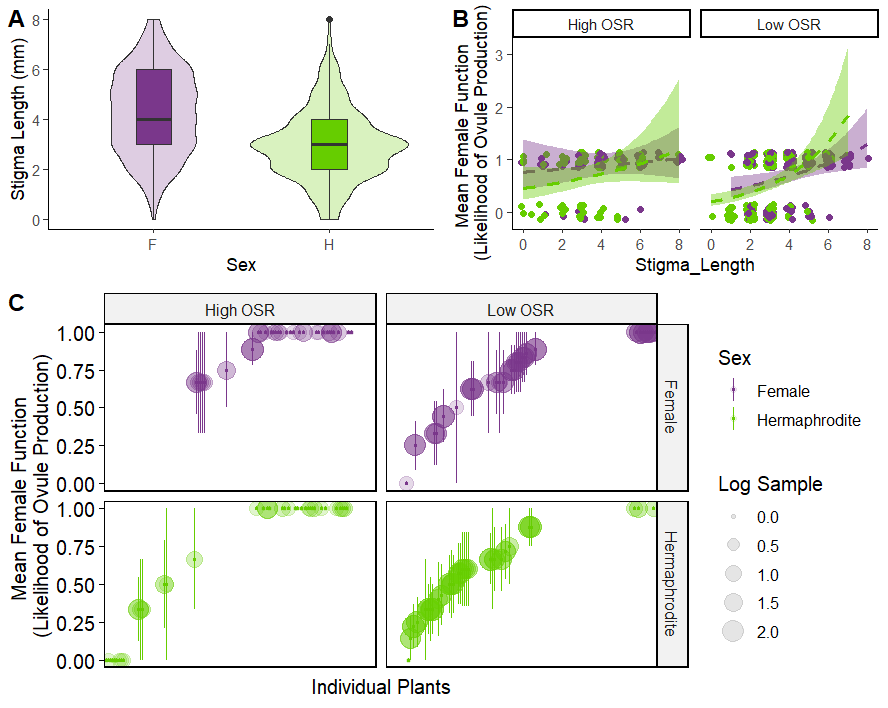 A
Stigma Length (mm)
8
6
4
2
0
F
H
Sex
B
High OSR
Low OSR
Mean Female Function
(Likelihood of Ovule Production)
3
2
1
0
0 2 4 6 8
0 2 4 6 8
Stigma_Length
C
High OSR
Low OSR
Mean Female Function
(Likelihood of Ovule Production)
1.00
0.75
0.50
0.25
0.00
Female
1.00
0.75
0.50
0.25
0.00
Hermaphrodite
Individual Plants
Sex
Female
Hermaphrodite
Log Sample
0.0
0.5
1.0
1.5
2.0